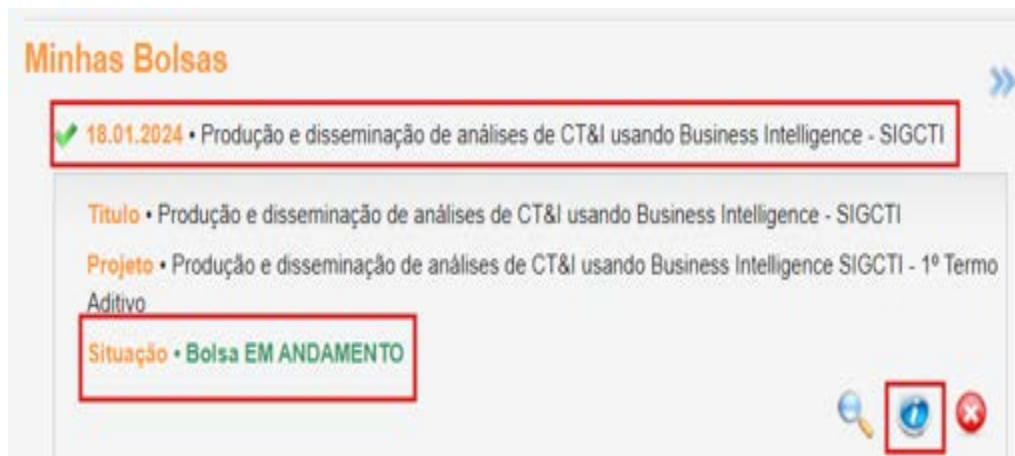 Minhas Bolsas
18.01.2024 • Produção e disseminação de análises de CT&I usando Business Intelligence - SIGCTI
Titulo • Produção e disseminação de análises de CT&I usando Business Intelligence - SIGCTI
Projeto • Produção e disseminação de análises de CT&I usando Business Intelligence SIGCTI - 1º Termo
Aditivo
Situação • Bolsa EM ANDAMENTO